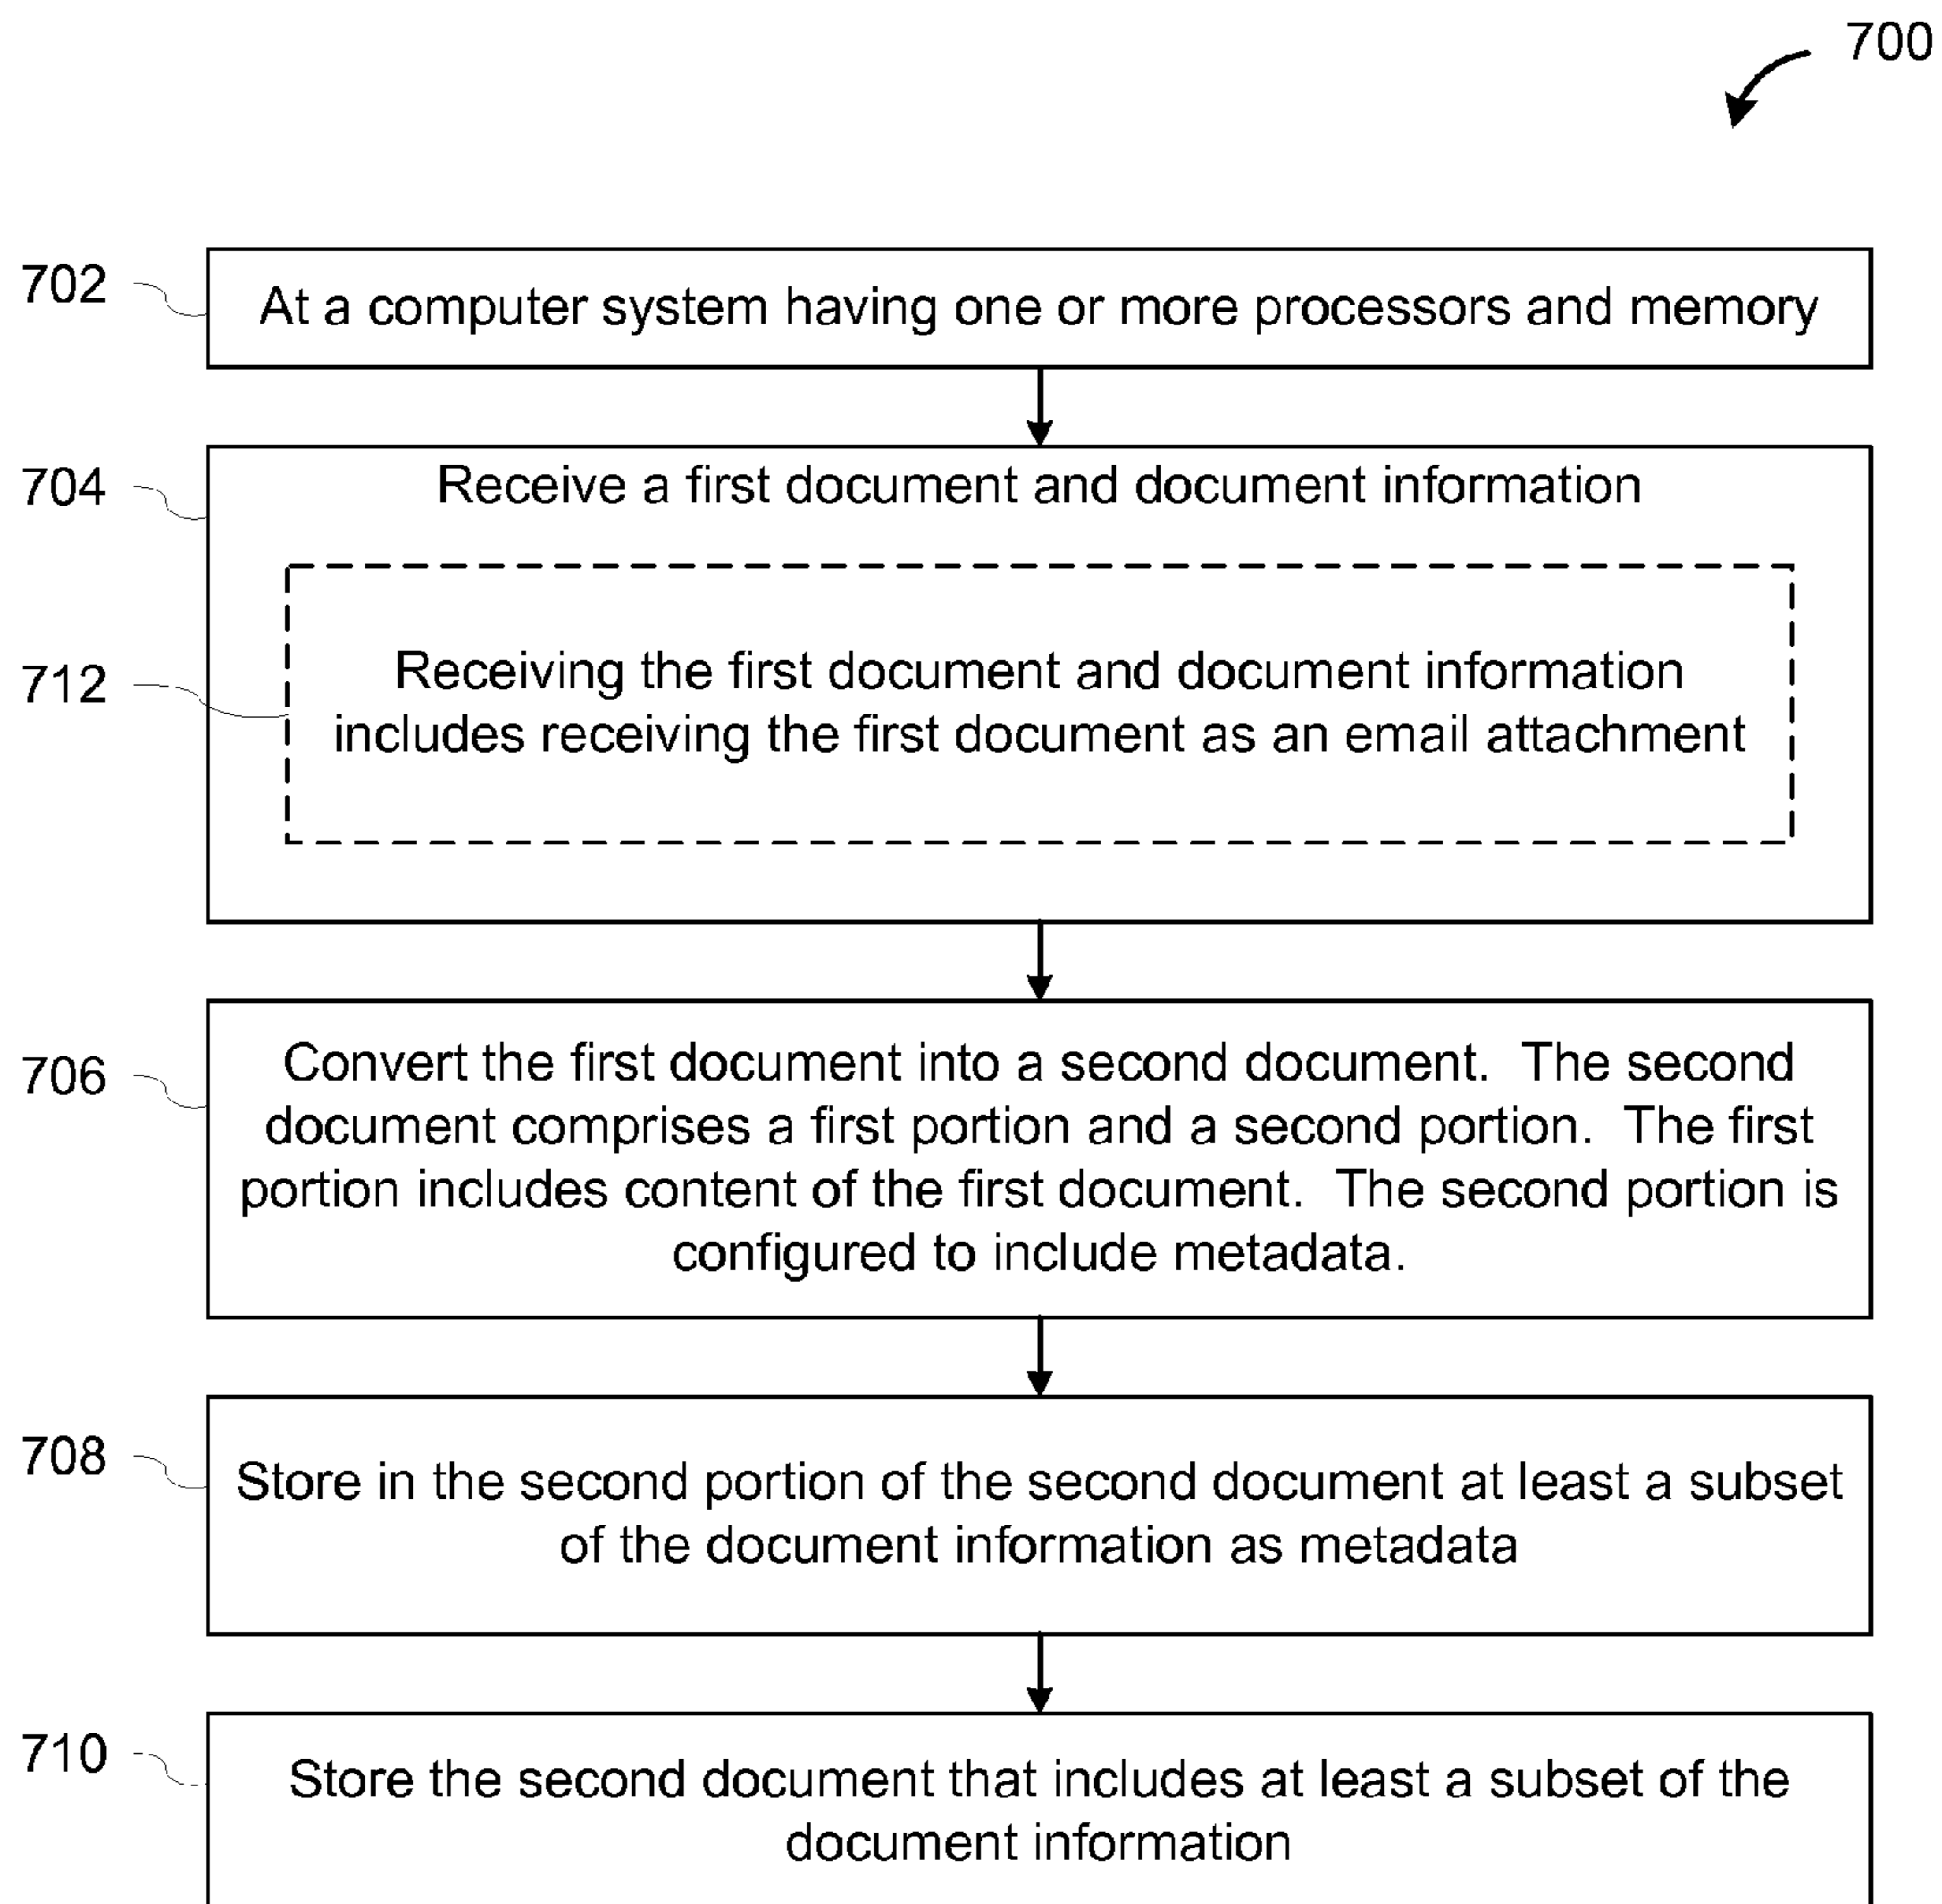 700
702
At a computer system having one or more processors and memory
704
Receive a first document and document information
712
Receiving the first document and document information
includes receiving the first document as an email attachment
706
Convert the first document into a second document.  The second
document comprises a first portion and a second portion.  The first
portion includes content of the first document.  The second portion is
configured to include metadata.
708
Store in the second portion of the second document at least a subset
of the document information as metadata
710
Store the second document that includes at least a subset of the
document information